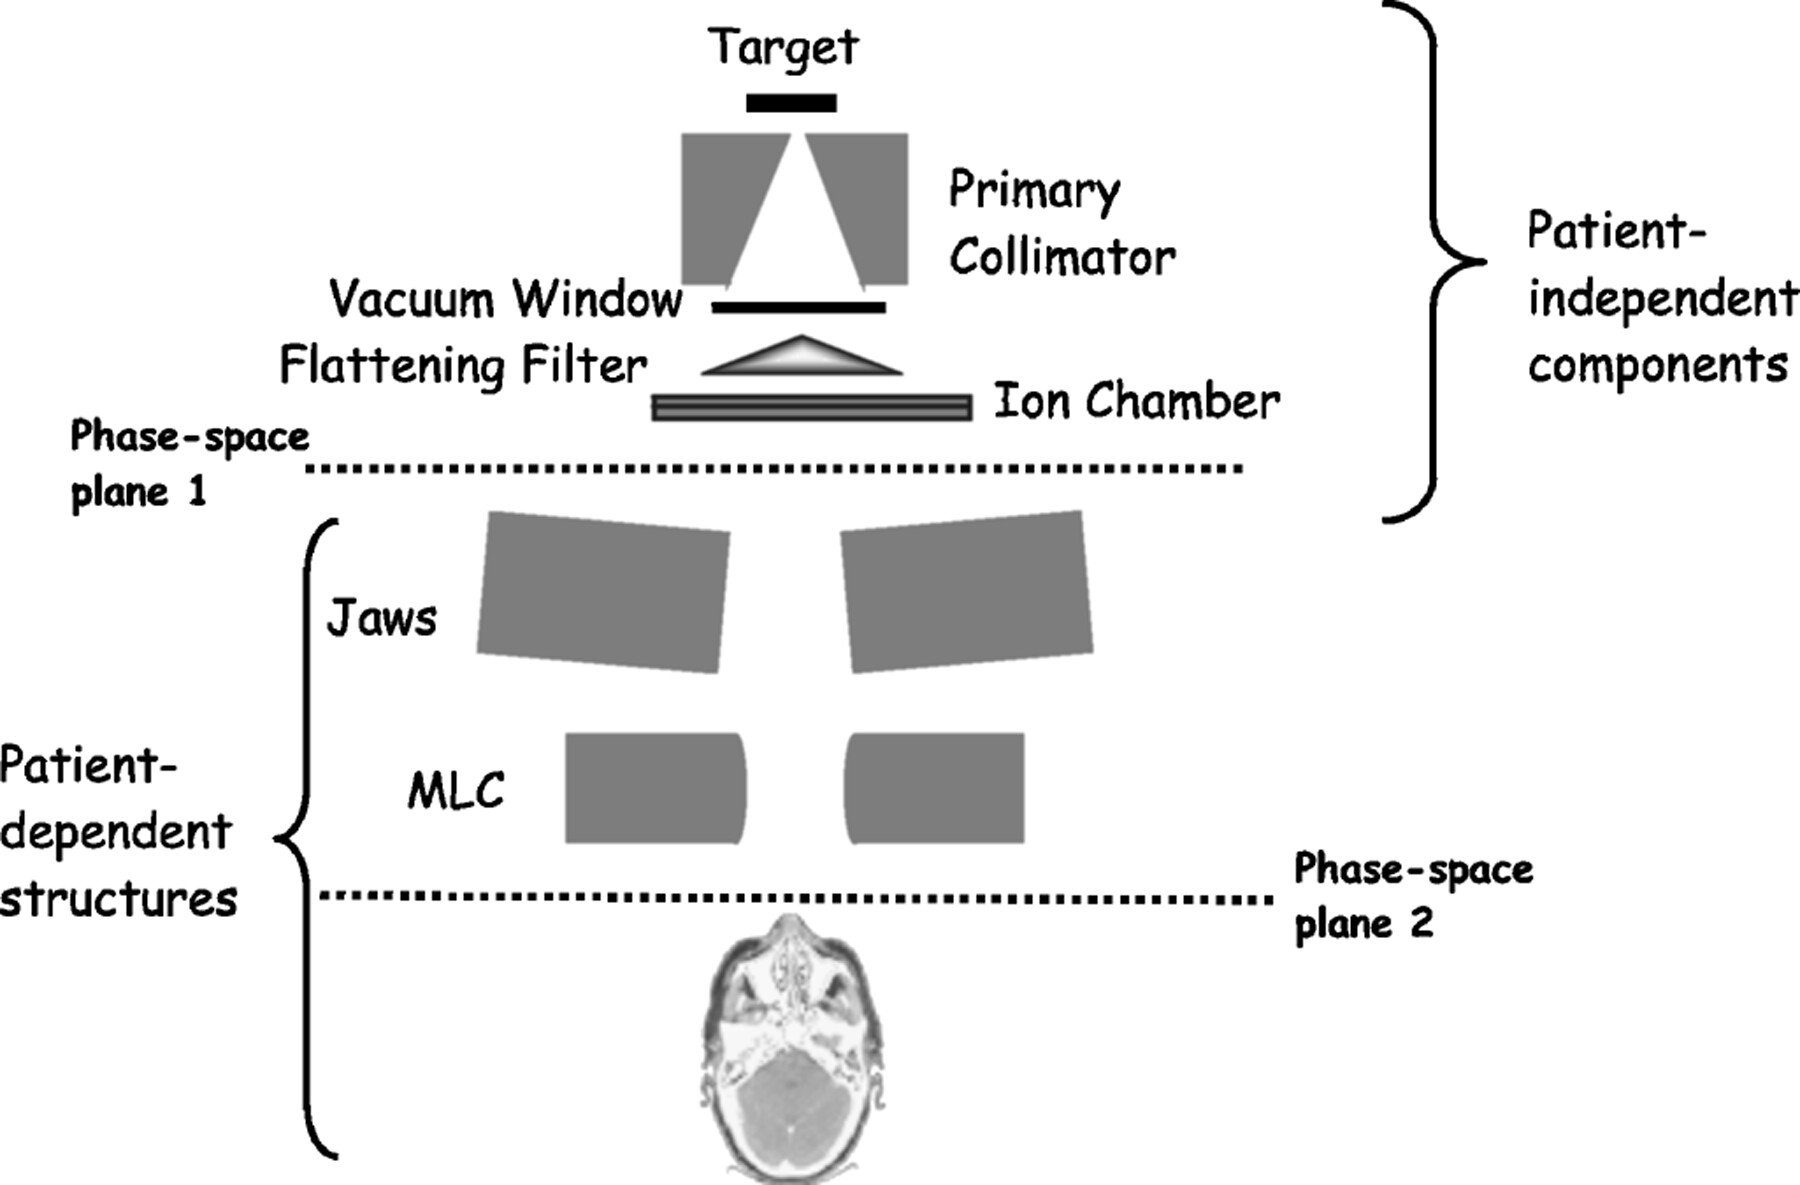 Target
Primary
Collimator
Vacuum Window
Flattening Filter
Ion Chamber
Patient-
independent
components
Phase-space
plane 1
Jaws
MLC
Patient-
dependent
structures
Phase-space
plane 2